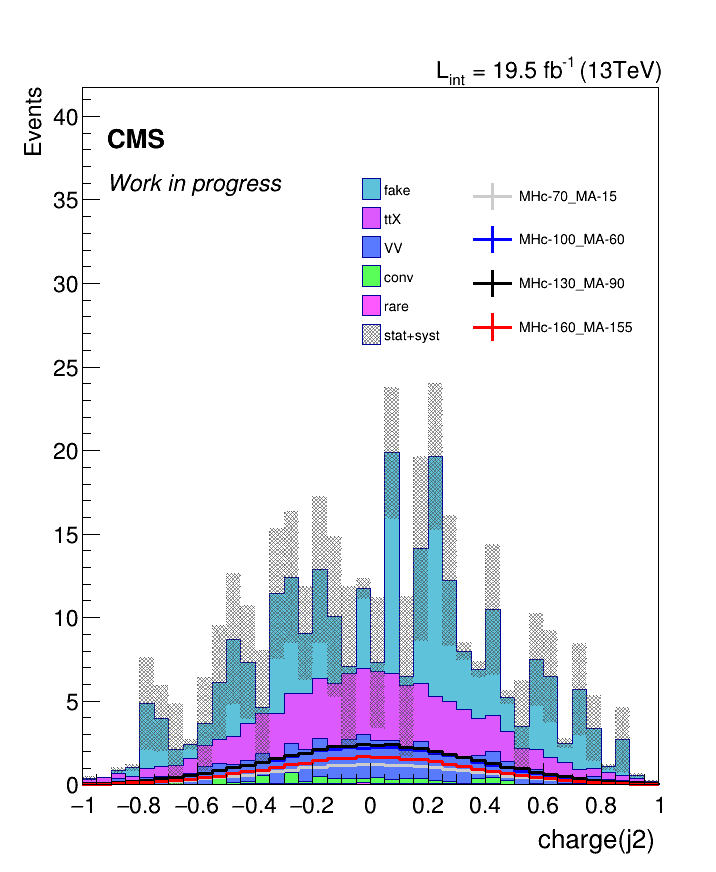 L_int = 19.5 fb^-1 (13TeV)
Events
CMS
Work in progress
fake
ttX
VV
conv
rare
stat+syst
MHc-70_MA-15
MHc-100_MA-60
MHc-130_MA-90
MHc-160_MA-155
40
35
30
25
20
15
10
5
0
−1 −0.8 −0.6 −0.4 −0.2 0 0.2 0.4 0.6 0.8 1
charge(j2)